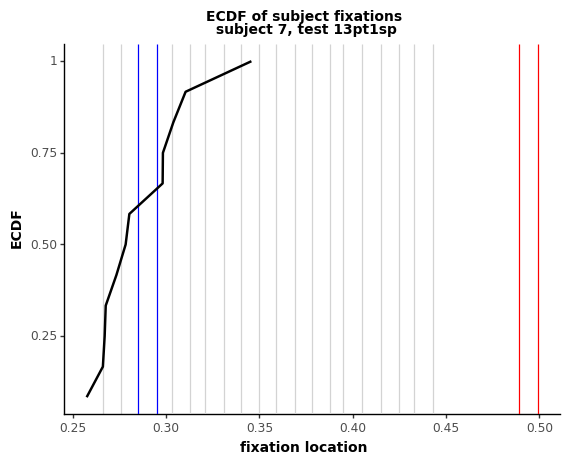 ECDF of subject fixations
subject 7, test 13pt1sp
1
0.75
0.50
0.25
ECDF
0.25 0.30 0.35 0.40 0.45 0.50
fixation location